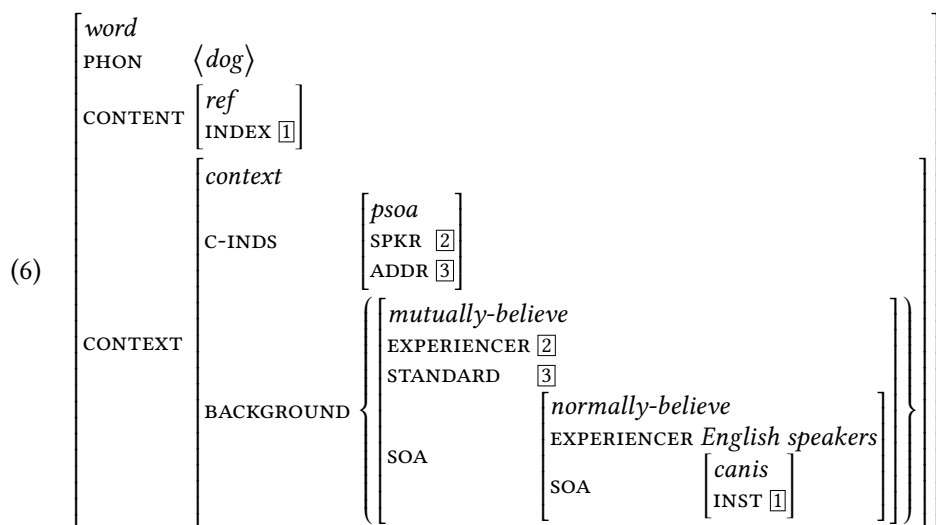 word
PHON ⟨dog⟩
ref
CONTENT
INDEX 1
context
psoa
C-INDS SPKR 2
ADDR 3
(6)
mutually-believe
CONTEXT EXPERIENCER 2
STANDARD 3
normally-believe
BACKGROUND
EXPERIENCER English speakers
SOA
canis
SOA
INST 1